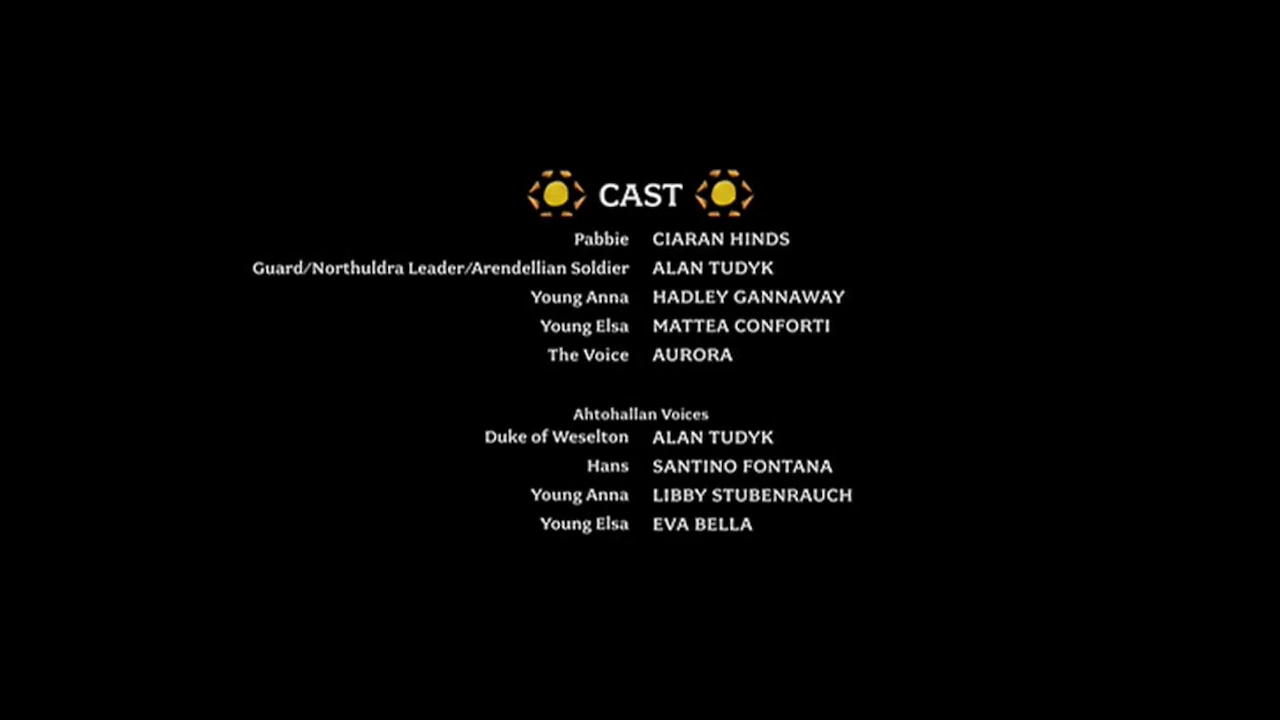 CAST
Pabbie CIARAN HINDS
Guard/Northuldra Leader/Arendellian Soldier ALAN TUDYK
Young Anna HADLEY GANNAWAY
Young Elsa MATTEA CONFORTI
The Voice AURORA
Ahtohallan Voices
Duke of Weselton ALAN TUDYK
Hans SANTINO FONTANA
Young Anna LIBBY STUBENRAUCH
Young Elsa EVA BELLA